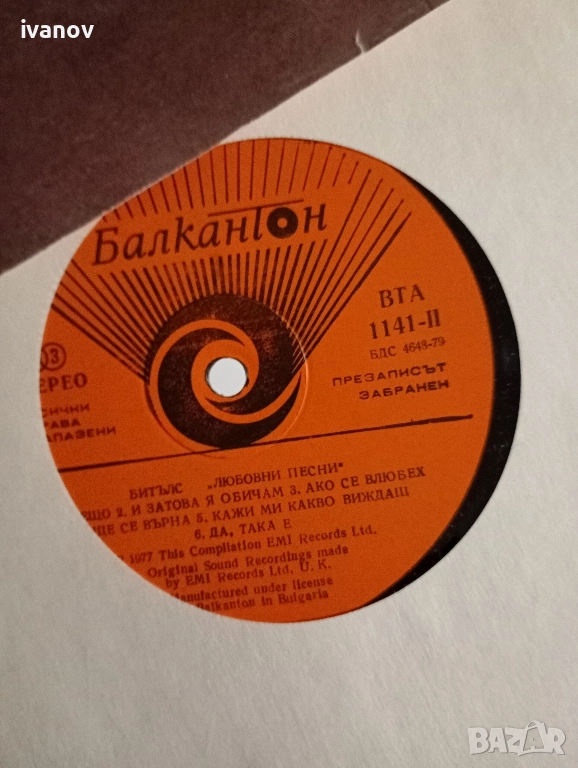 ivanov
Балкантон
ВТА
1141-II
БДС 4648-79
ПРЕЗАПИСЪТ
ЗАБРАНЕН
БИТЪЛС „ЛЮБОВНИ ПЕСНИ“
2. И ЗАТОВА Я ОБИЧАМ 3. АКО СЕ ВЛЮБЕХ
ЩЕ СЕ ВЪРНА 5. КАЖИ МИ КАКВО ВИЖДАШ
6. ДА, ТАКА Е
1977 This Compilation EMI Records Ltd.
Original Sound Recordings made
by EMI Records Ltd, U. K.
Manufactured under license
Balkanton in Bulgaria
BAZAR